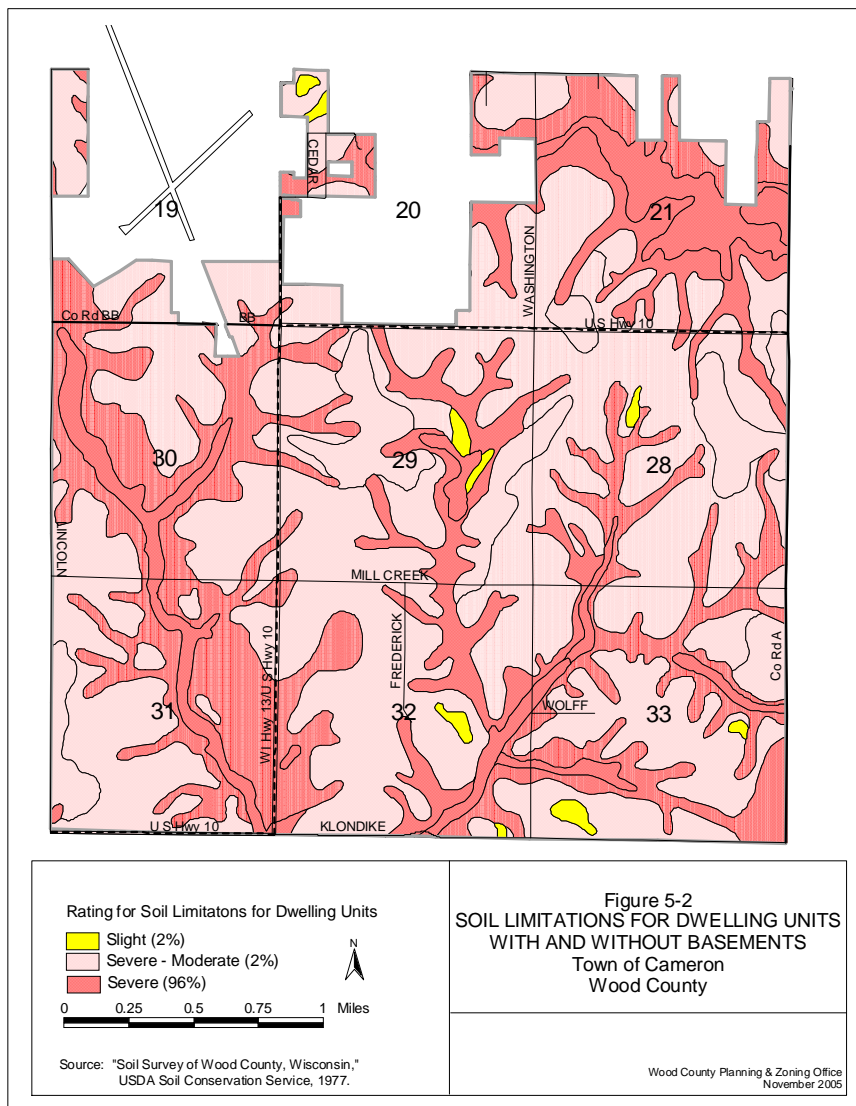 CEDAR
19
20
21
WASHINGTON
Co Rd BB
BB
U S Hwy 10
30
29
28
LINCOLN
MILL CREEK
FREDERICK
WI Hwy 13/U S Hwy 10
Co Rd A
31
32
WOLFF
33
U S Hwy 10
KLONDIKE
Rating for Soil Limitatons for Dwelling Units
Slight (2%)
Severe - Moderate (2%)
Severe (96%)
N
0 0.25 0.5 0.75 1 Miles
Source: "Soil Survey of Wood County, Wisconsin,"
USDA Soil Conservation Service, 1977.
Figure 5-2
SOIL LIMITATIONS FOR DWELLING UNITS
WITH AND WITHOUT BASEMENTS
Town of Cameron
Wood County
Wood County Planning & Zoning Office
November 2005